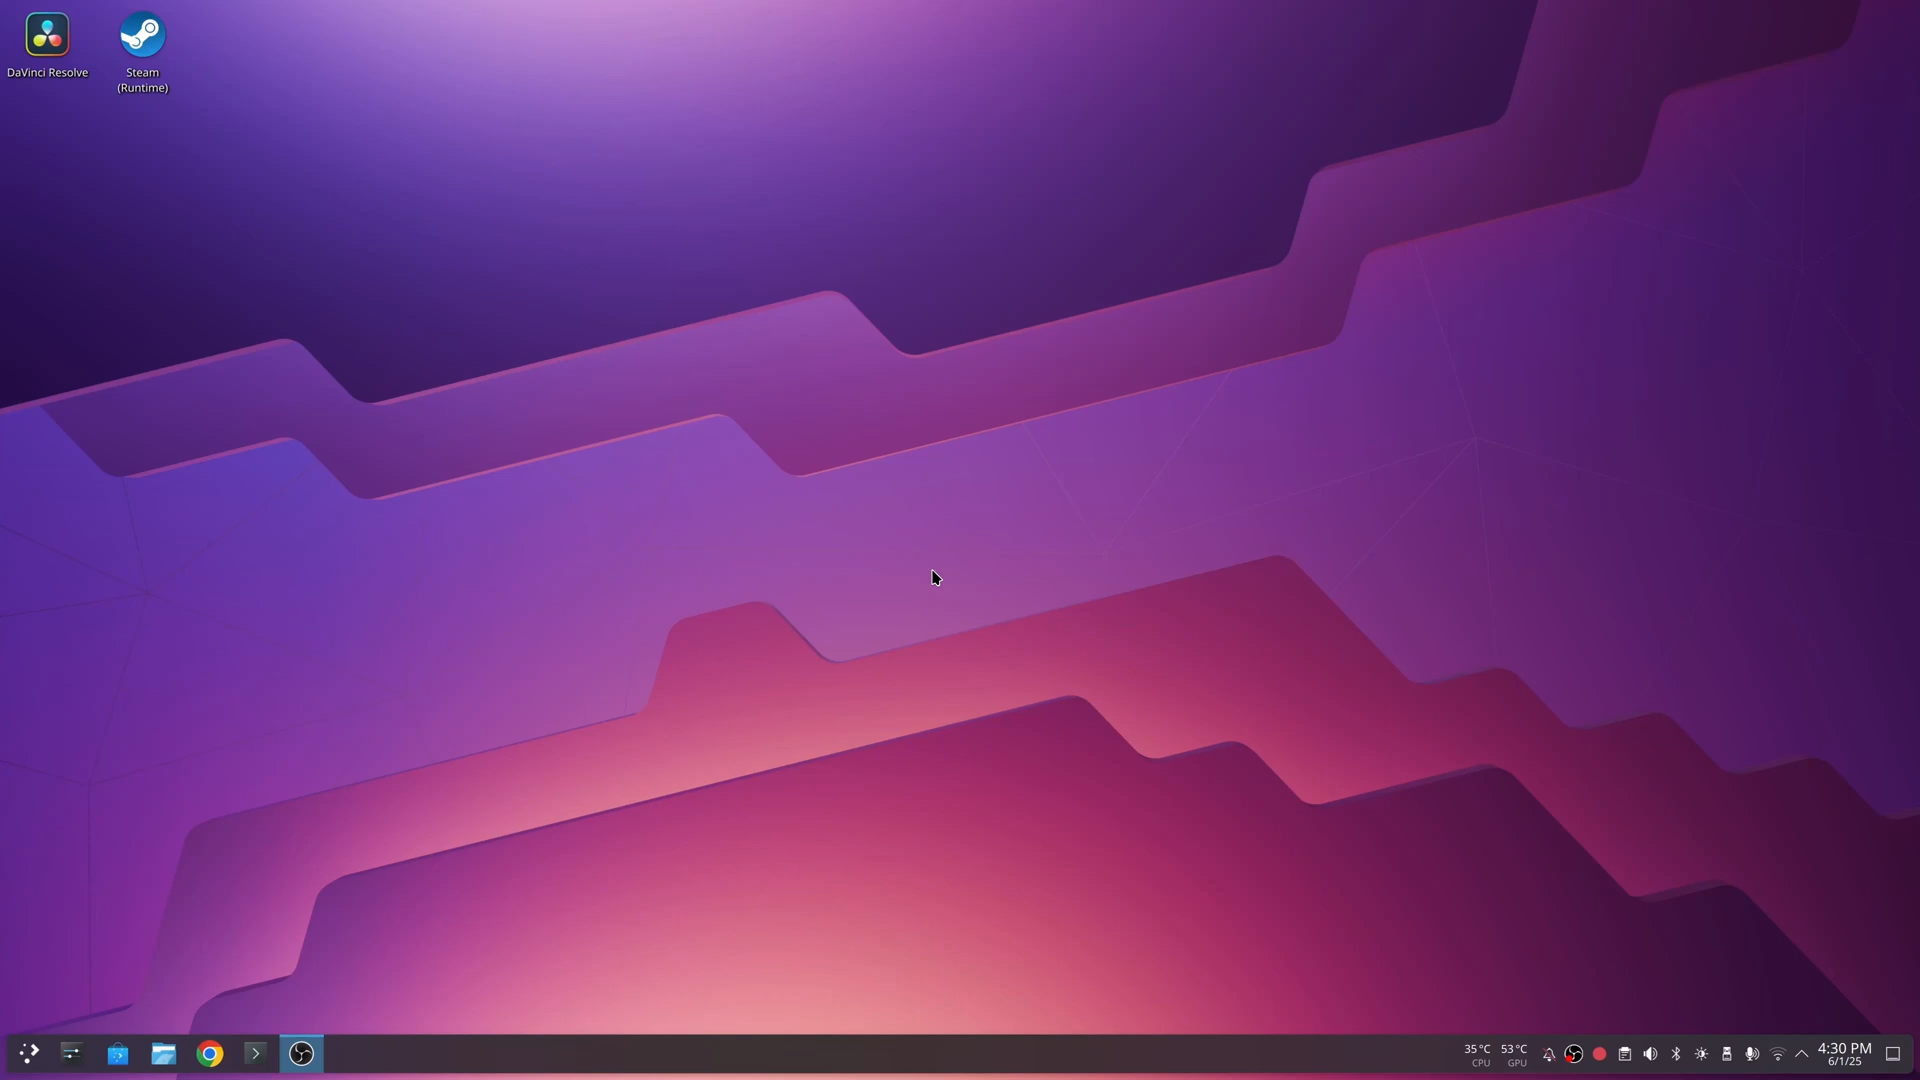 DaVinci Resolve
Steam
(Runtime)
35°C
CPU
53°C
GPU
4:30 PM
6/1/25